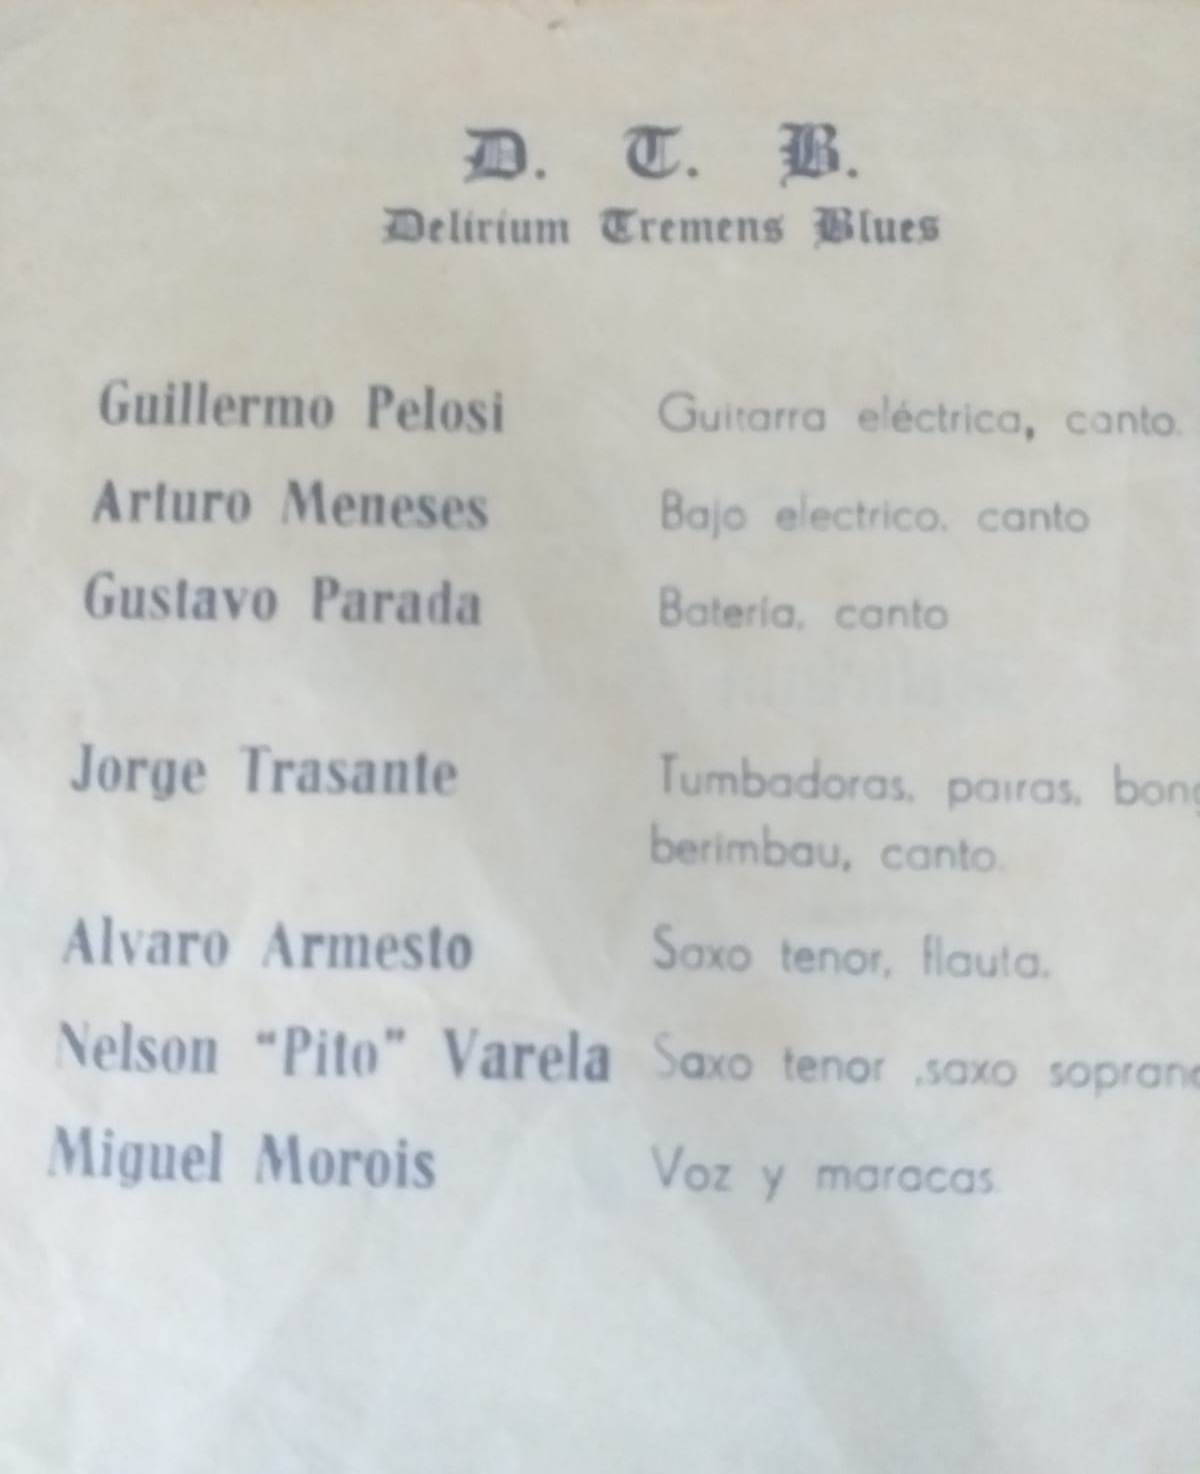 D. T. B.
Delirium Tremens Blues
Guillermo Pelosi Guitarra eléctrica, canto.
Arturo Meneses Bajo electrico. canto
Gustavo Parada Batería, canto
Jorge Trasante Tumbadoras, pairas, bong
berimbau, canto.
Alvaro Armesto Saxo tenor, flauta.
Nelson “Pito” Varela Saxo tenor ,saxo soprano
Miguel Morois Voz y maracas.